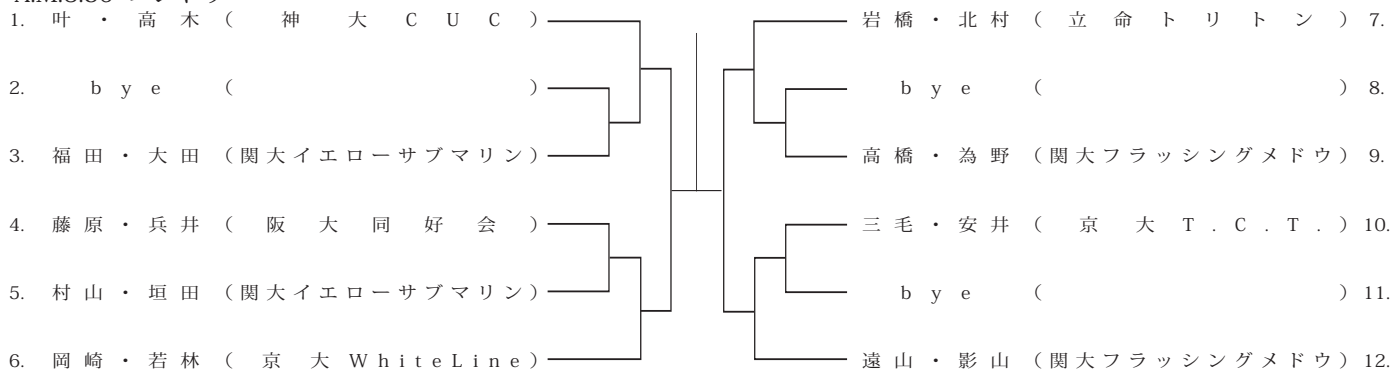 1. 叶・高木(神大CUC)
2. bye ( )
3. 福田・大田(関大イエローサブマリン)
4. 藤原・兵井(阪大同好会)
5. 村山・垣田(関大イエローサブマリン)
6. 岡崎・若林(京大WhiteLine)
岩橋・北村(立命トリトン) 7.
bye ( ) 8.
高橋・為野(関大フラッシングメドウ) 9.
三毛・安井(京大T.C.T.) 10.
bye ( ) 11.
遠山・影山(関大フラッシングメドウ) 12.